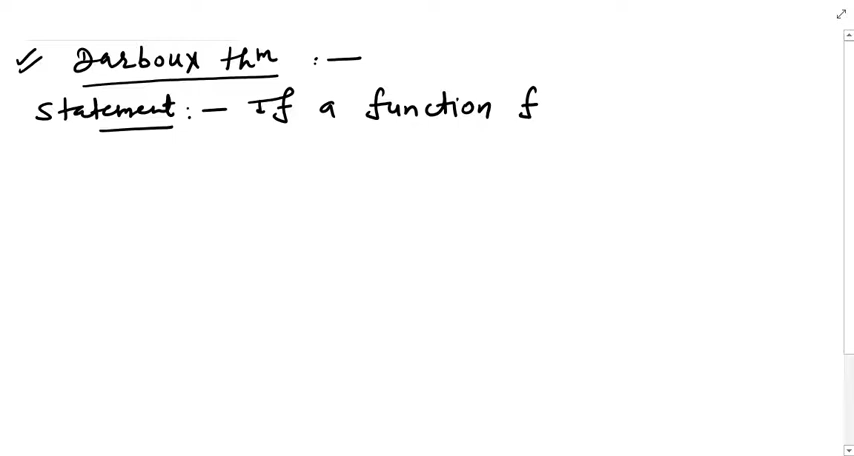 Darboux thm :—
Statement :— If a function f